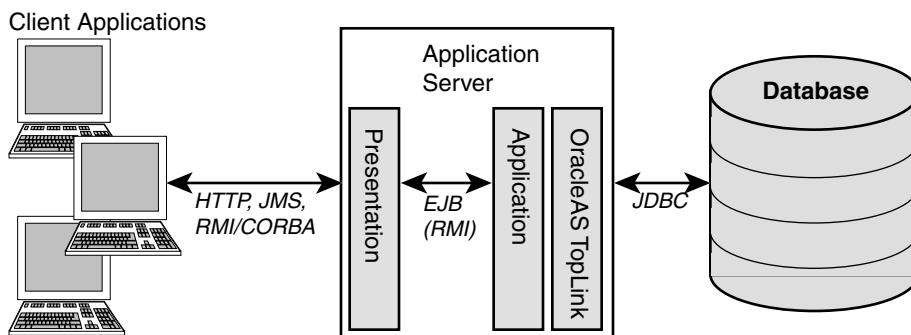 Client Applications
Application
Server
Database
Presentation
Application
OracleAS TopLink
HTTP, JMS,
RMI/CORBA
EJB
(RMI)
JDBC